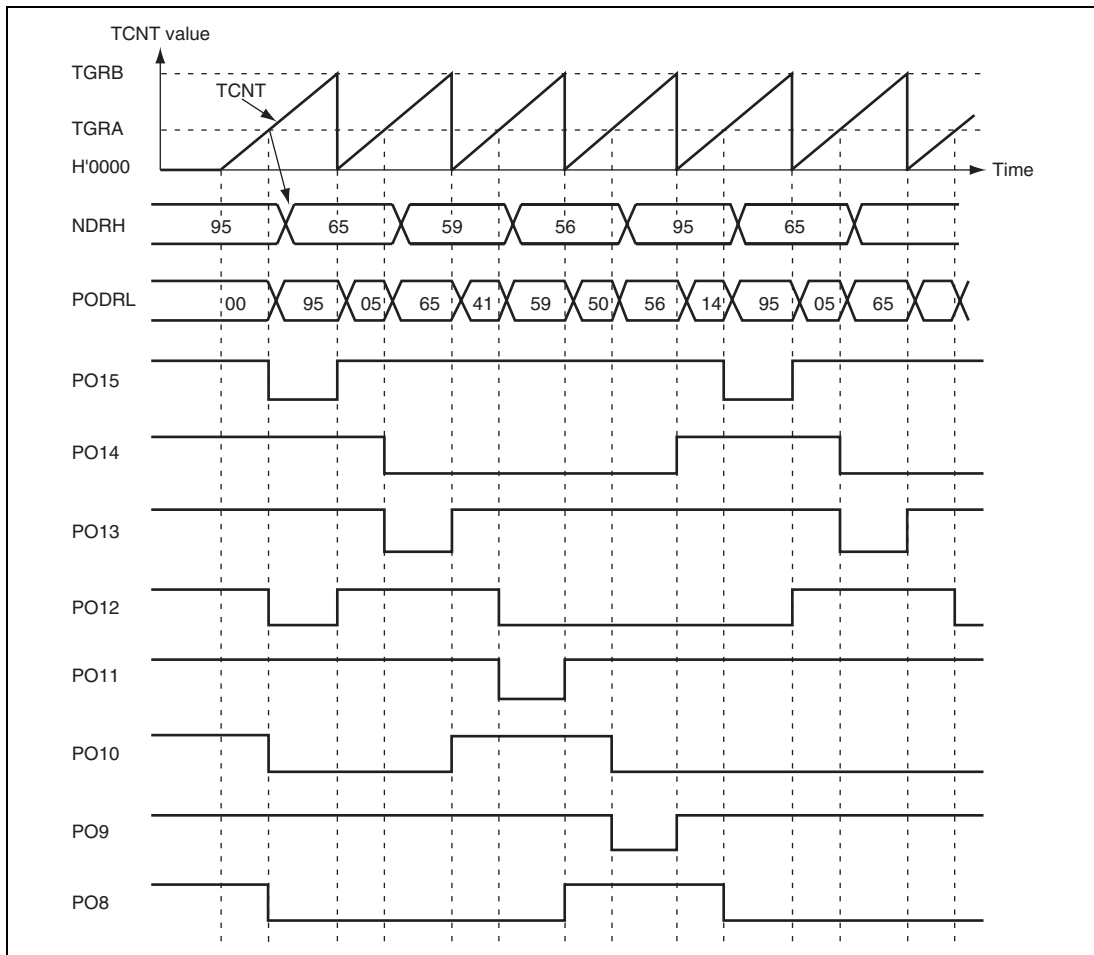 TCNT value
TGRB
TCNT
TGRA
H'0000
Time
NDRH 95 65 59 56 95 65
PODRL 00 95 05 65 41 59 50 56 14 95 05 65
PO15
PO14
PO13
PO12
PO11
PO10
PO9
PO8